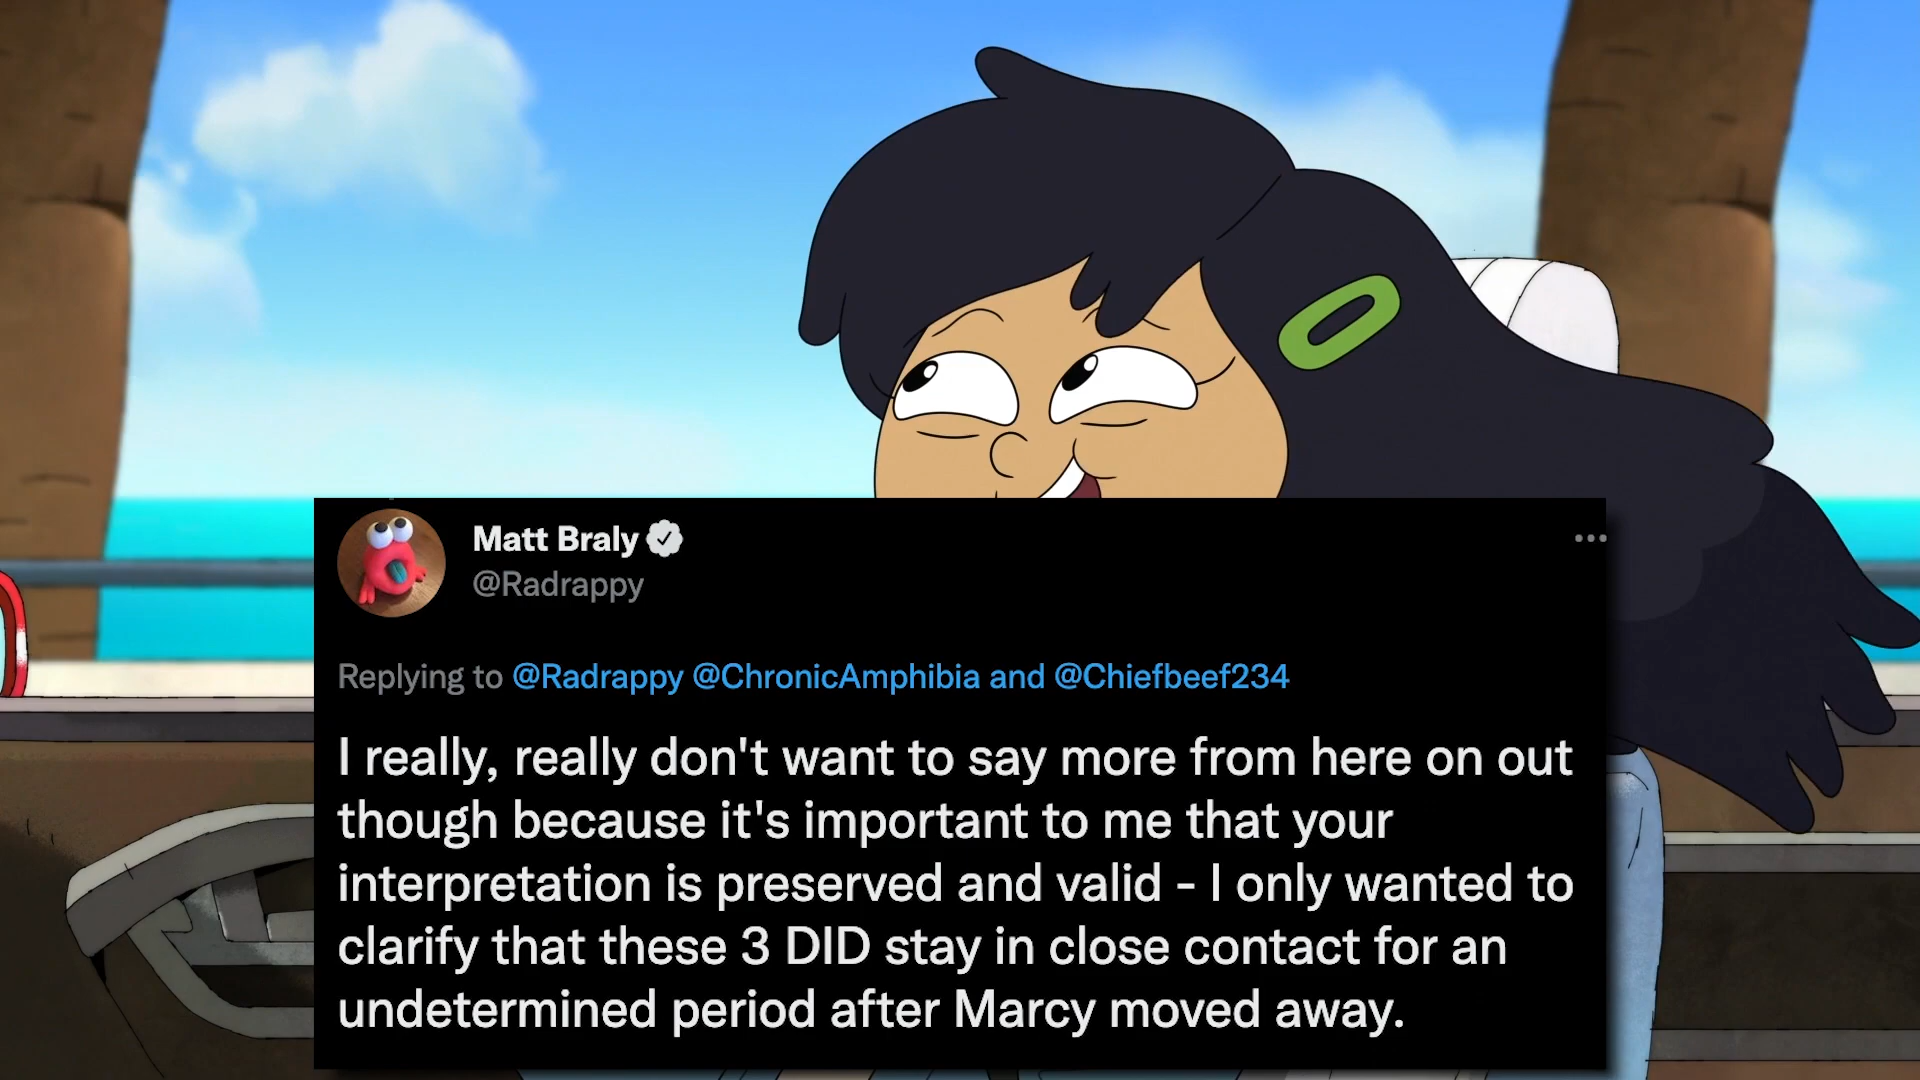 Matt Braly
@Radrappy
Replying to @Radrappy @ChronicAmphibia and @Chiefbeef234
I really, really don't want to say more from here on out
though because it's important to me that your
interpretation is preserved and valid - I only wanted to
clarify that these 3 DID stay in close contact for an
undetermined period after Marcy moved away.